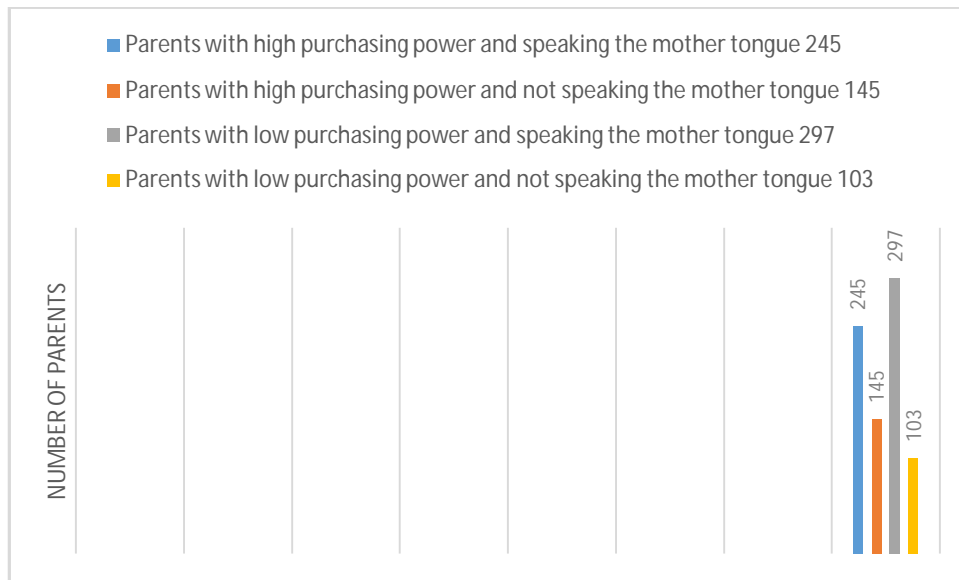 Parents with high purchasing power and speaking the mother tongue 245
Parents with high purchasing power and not speaking the mother tongue 145
Parents with low purchasing power and speaking the mother tongue 297
Parents with low purchasing power and not speaking the mother tongue 103
NUMBER OF PARENTS
245
145
297
103